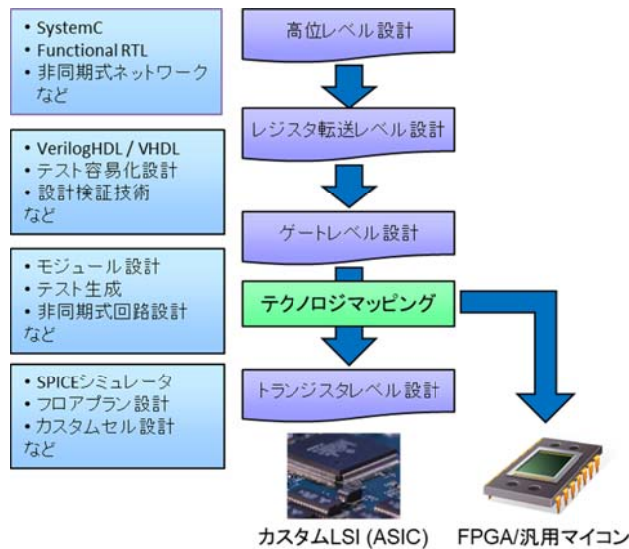 • SystemC
• Functional RTL
• 非同期式ネットワーク
など
高位レベル設計
レジスタ転送レベル設計
• VerilogHDL / VHDL
• テスト容易化設計
• 設計検証技術
など
ゲートレベル設計
• モジュール設計
• テスト生成
• 非同期式回路設計
など
テクノロジマッピング
• SPICEシミュレータ
• フロアプラン設計
• カスタムセル設計
など
トランジスタレベル設計
カスタムLSI (ASIC)
FPGA/汎用マイコン